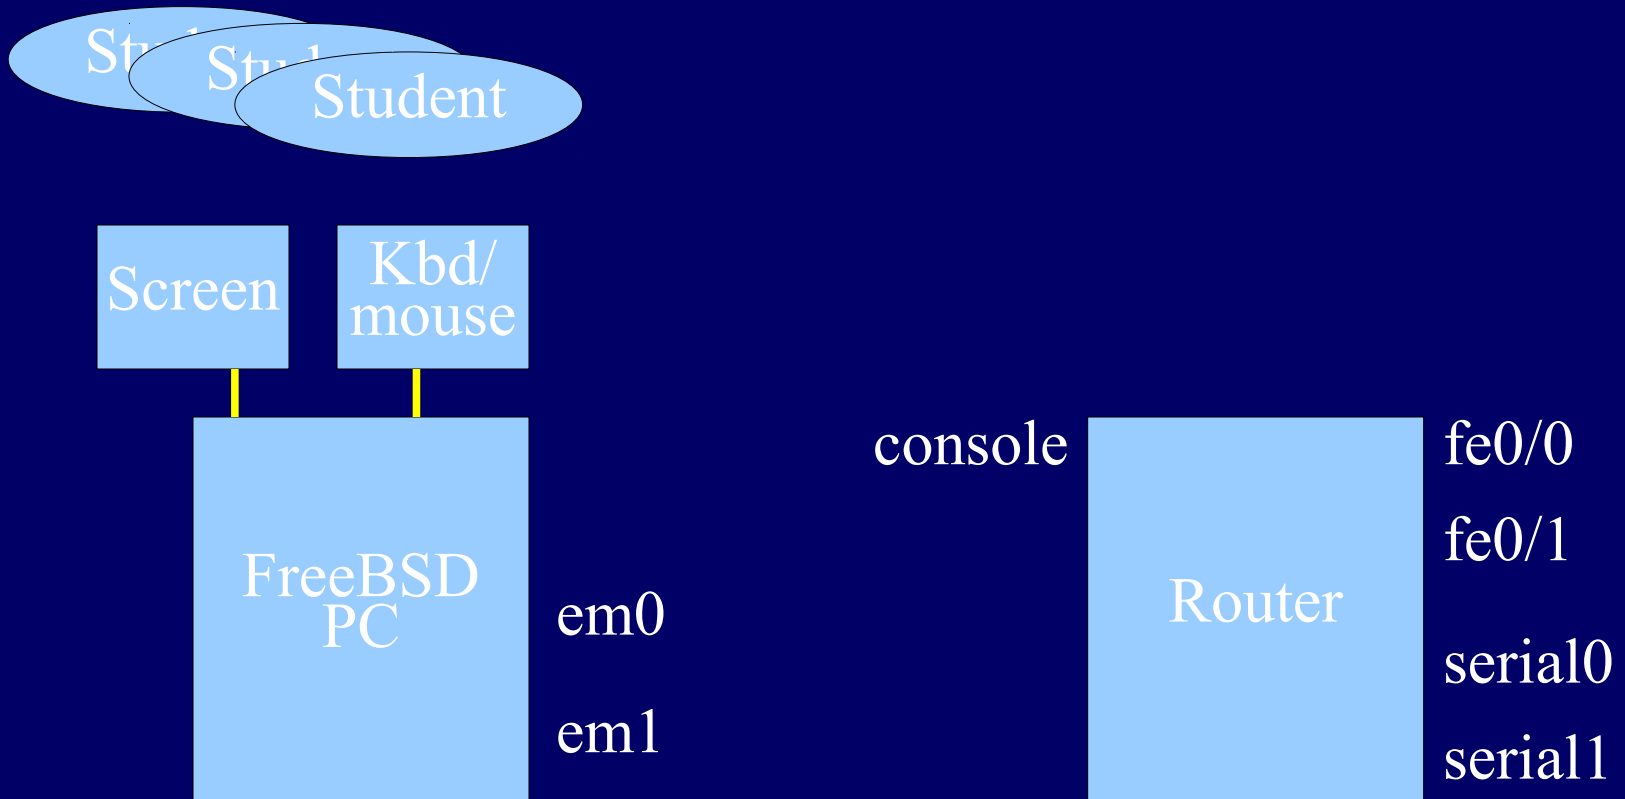 Student
Screen
Kbd/
mouse
console
fe0/0
fe0/1
FreeBSD
PC
em0
em1
Router
serial0
serial1